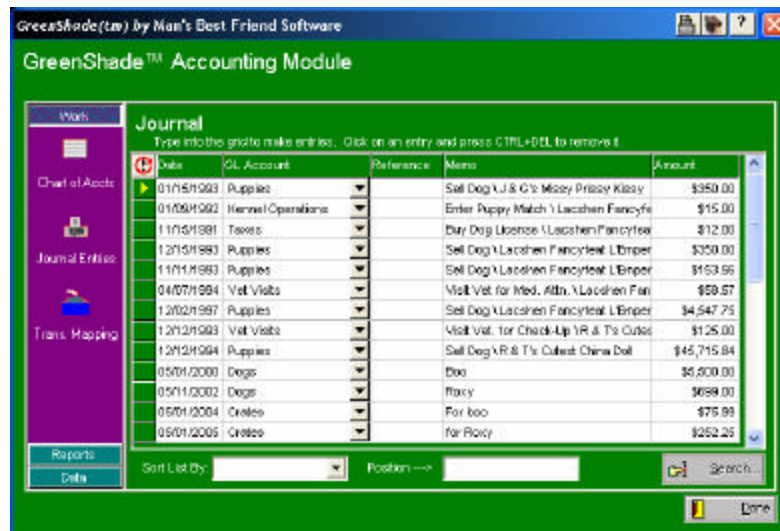 GreenShade(tm) by Man's Best Friend Software
?
GreenShade™ Accounting Module
Work
Chart of Accts
Journal Entries
Trans. Mapping
Reports
Data
Journal
Type into the grid to make entries. Click on an entry and press CTRL+DEL to remove it
Date GL Account Reference Memo Amount
01/15/1993 Puppies Sell Dog \ J & G's Missy Prissy Kissy $350.00
01/09/1992 Kennel Operations Enter Puppy Match \ Lacshen Fancyfe $15.00
11/15/1991 Taxes Buy Dog License \ Lacshen Fancyfea $12.00
12/15/1993 Puppies Sell Dog \ Lacshen Fancyfeat L'Emper $350.00
11/11/1993 Puppies Sell Dog \ Lacshen Fancyfeat L'Emper
04/07/1994 Vet Visits Visit Vet for Med. Attn. \ Lacshen Fan $58.57
12/02/1997 Puppies Sell Dog \ Lacshen Fancyfeat L'Emper $4,547.75
12/12/1993 Vet Visits Visit Vet. for Check-Up \ R & T's Cutes $125.00
12/12/1994 Puppies Sell Dog \ R & T's Cutest China Doll $45,715.84
05/01/2000 Dogs Boo
05/11/2002 Dogs Roxy $699.00
05/01/2004 Crates For boo $75.99
05/01/2005 Crates for Roxy $252.25
Sort List By: Position ---> Search...
Done